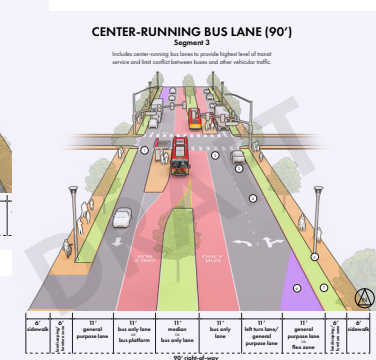 CENTER-RUNNING BUS LANE (90')
Segment 3
Includes center-running bus lanes to provide highest level of transit
service and limit conflict between buses and other vehicular traffic.
DRAFT
6'
sidewalk
6'
11'
general
purpose lane
11'
bus only lane
or
bus platform
11'
median
or
bus only lane
11'
bus only
lane
11'
left turn lane/
general
purpose lane
11'
general
purpose lane
or
flex zone
6'
6'
sidewalk
90' right-of-way